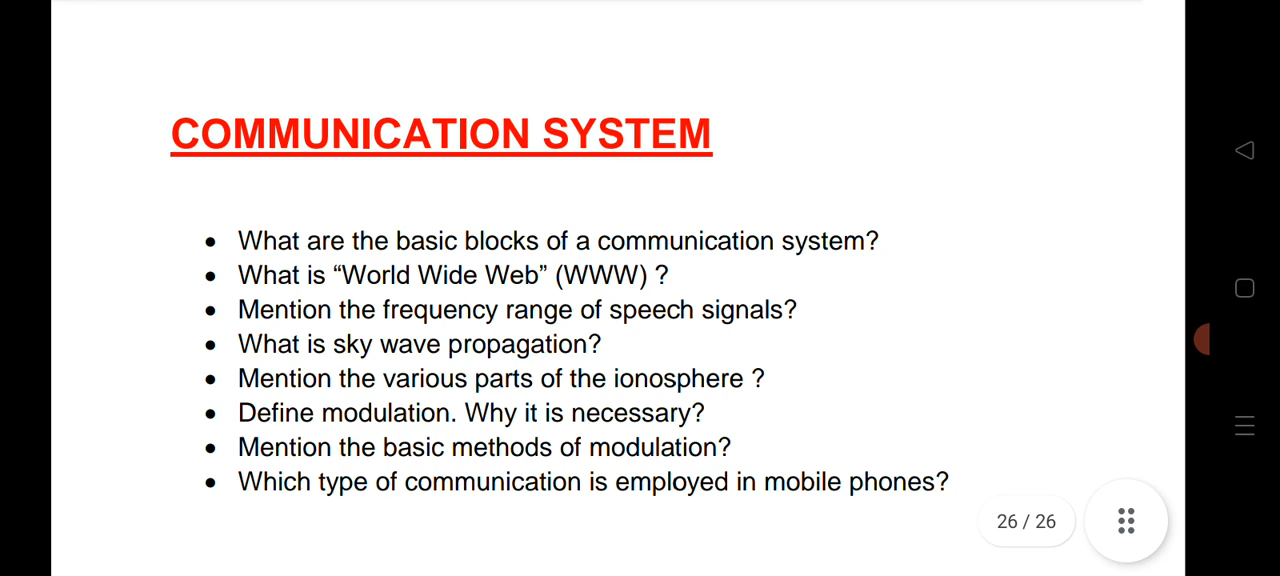 COMMUNICATION SYSTEM
• What are the basic blocks of a communication system?
• What is “World Wide Web” (WWW) ?
• Mention the frequency range of speech signals?
• What is sky wave propagation?
• Mention the various parts of the ionosphere ?
• Define modulation. Why it is necessary?
• Mention the basic methods of modulation?
• Which type of communication is employed in mobile phones?
26 / 26